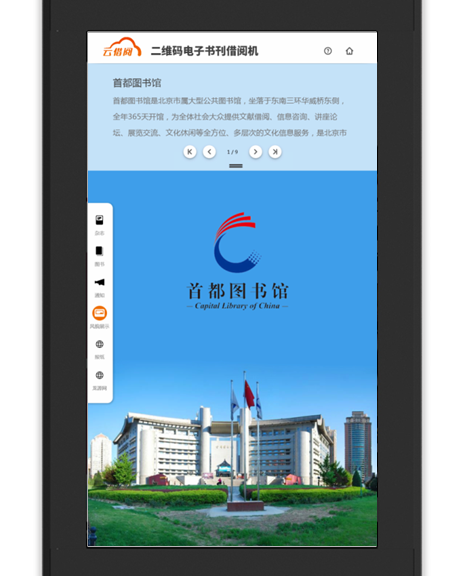 云借阅 二维码电子书刊借阅机
首都图书馆
首都图书馆是北京市属大型公共图书馆，坐落于东南三环华威桥东侧，
全年365天开馆，为全体社会大众提供文献借阅、信息咨询、讲座论
坛、展览交流、文化休闲等全方位、多层次的文化信息服务，是北京市
1 / 9
杂志
图书
通知
风貌展示
首都图书馆
Capital Library of China